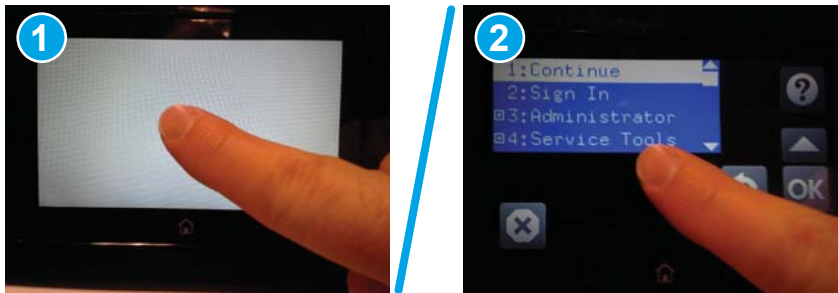 1
2
1:Continue
2:Sign In
3:Administrator
4:Service Tools
?
OK